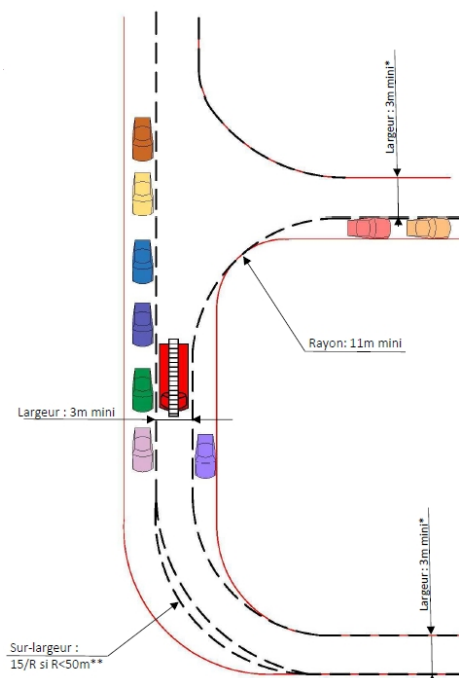 Largeur : 3m mini*
Rayon: 11m mini
Largeur : 3m mini
Largeur : 3m mini*
Sur-largeur :
15/R si R<50m**